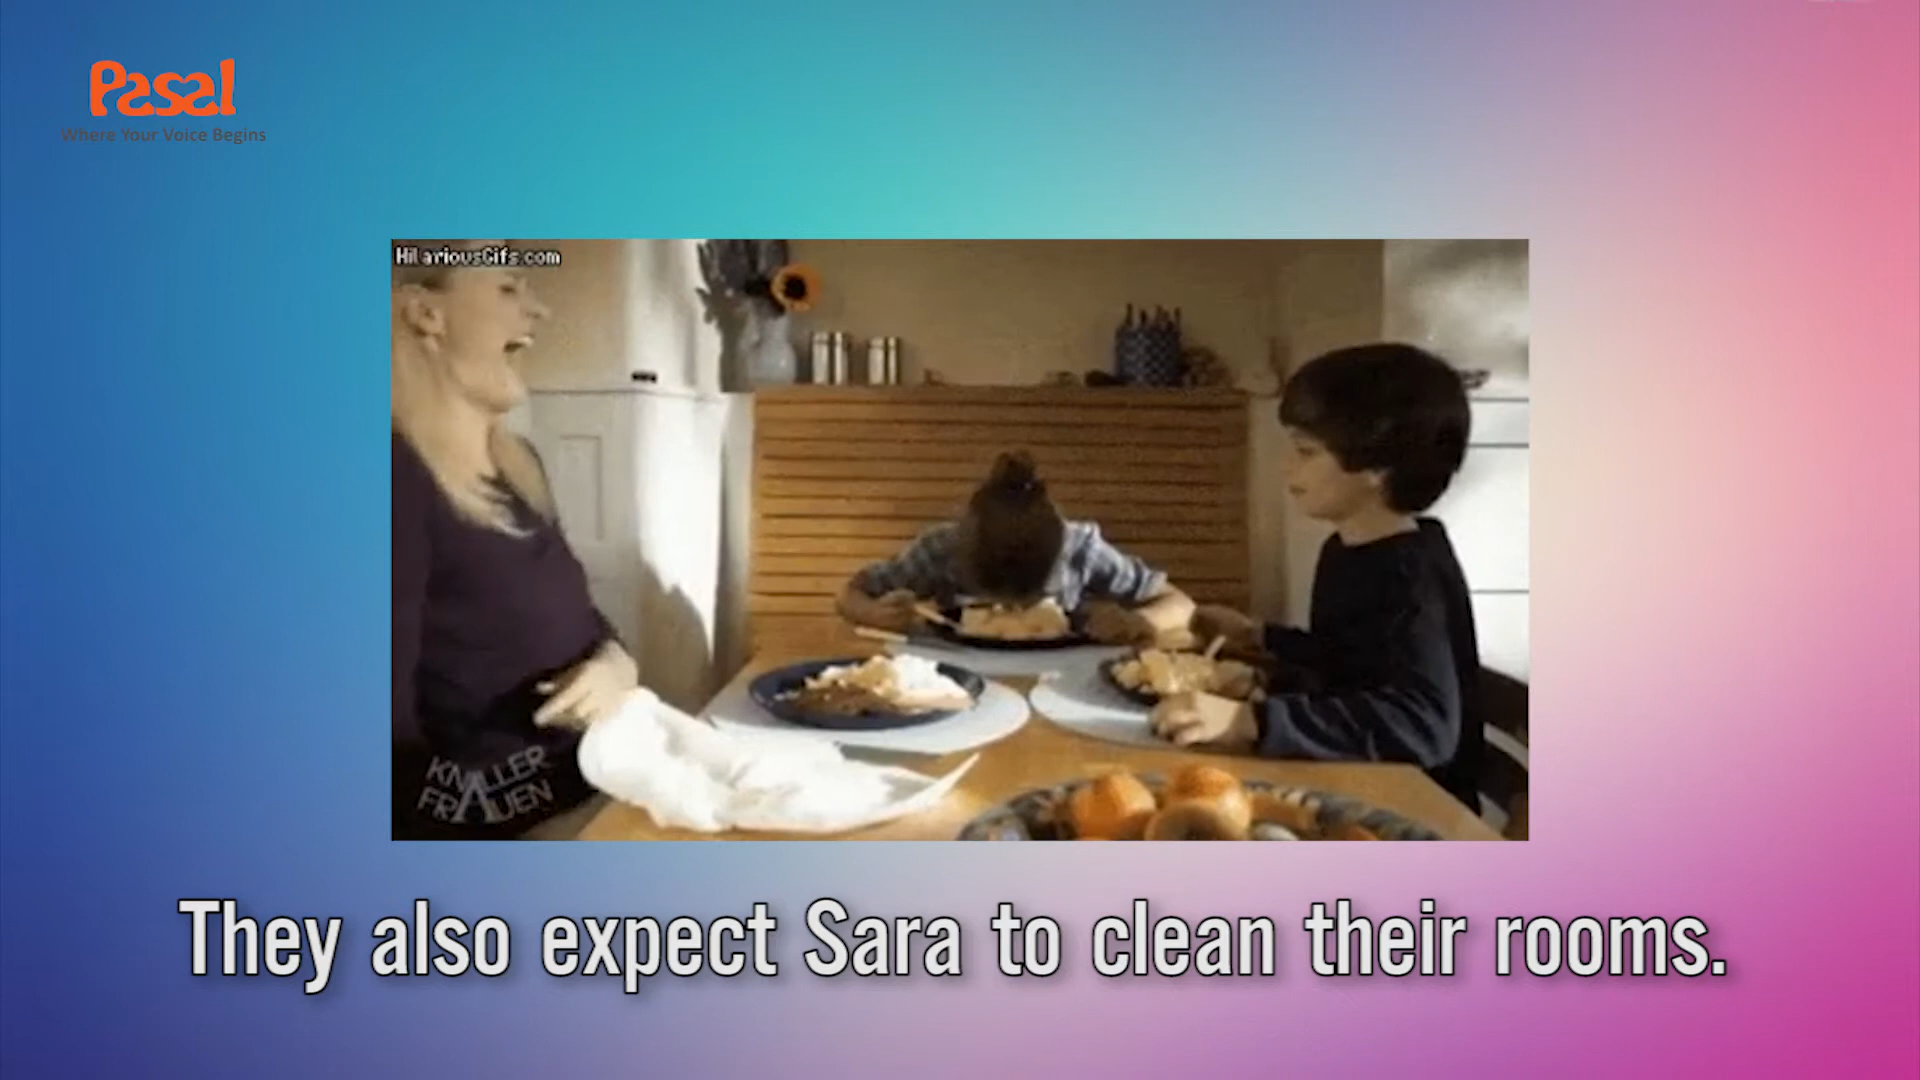 Pasal
Where Your Voice Begins
HilariousGifs.com
KNALLER
FRAUEN
They also expect Sara to clean their rooms.